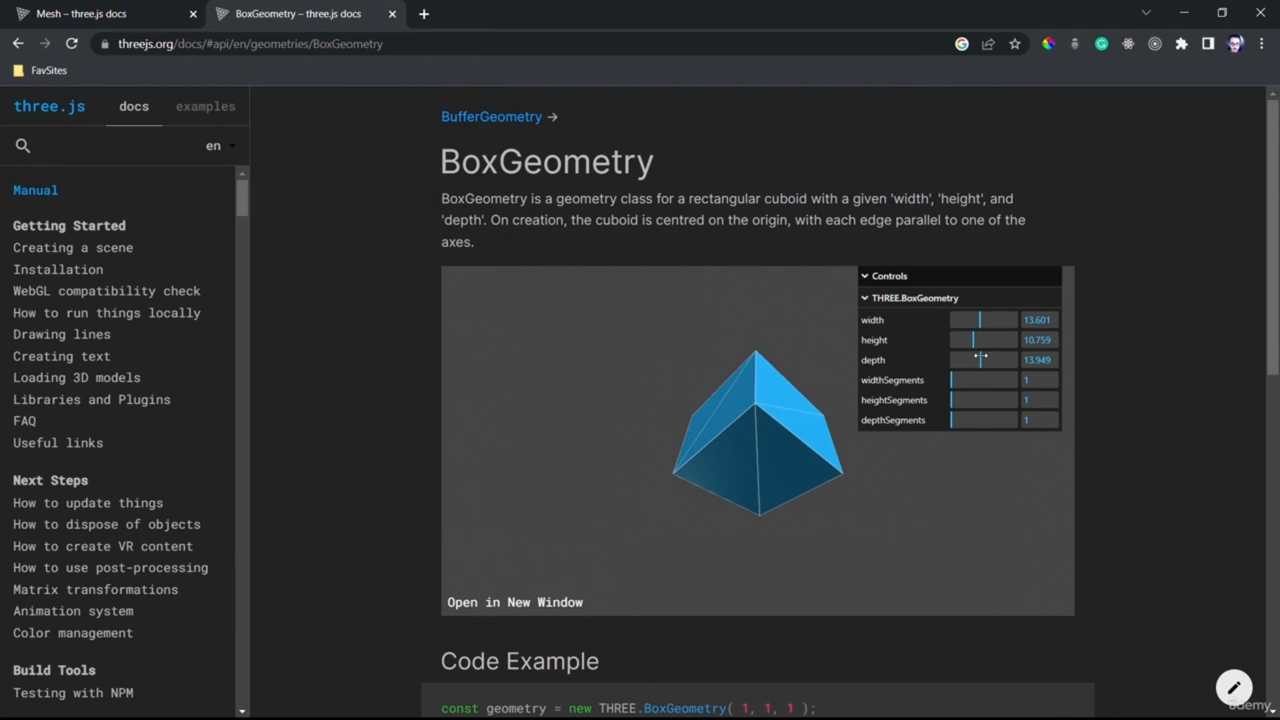 Mesh – three.js docs
BoxGeometry – three.js docs
threejs.org/docs/#api/en/geometries/BoxGeometry
FavSites
three.js
docs
examples
en
Manual
Getting Started
Creating a scene
Installation
WebGL compatibility check
How to run things locally
Drawing lines
Creating text
Loading 3D models
Libraries and Plugins
FAQ
Useful links
Next Steps
How to update things
How to dispose of objects
How to create VR content
How to use post-processing
Matrix transformations
Animation system
Color management
Build Tools
Testing with NPM
BufferGeometry →
BoxGeometry
BoxGeometry is a geometry class for a rectangular cuboid with a given 'width', 'height', and
'depth'. On creation, the cuboid is centred on the origin, with each edge parallel to one of the
axes.
Controls
THREE.BoxGeometry
width 13.601
height 10.759
depth 13.949
widthSegments 1
heightSegments 1
depthSegments 1
Open in New Window
Code Example
const geometry = new THREE.BoxGeometry( 1, 1, 1 );
Udemy